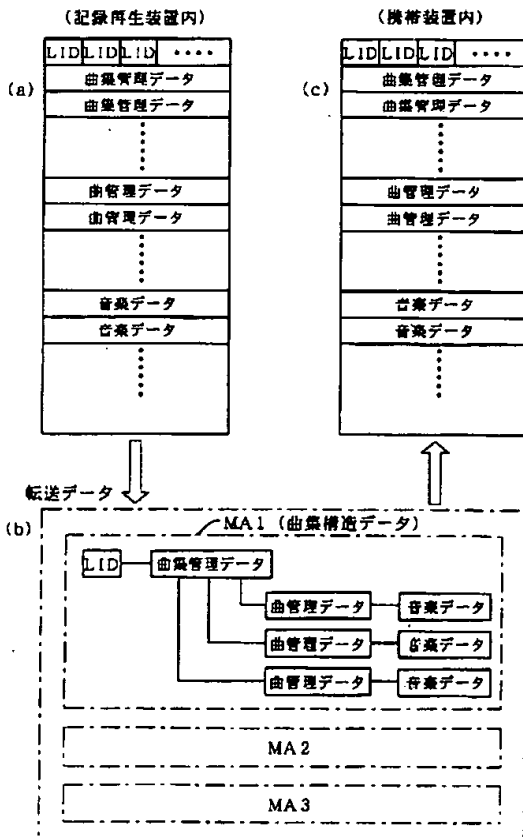 (記録再生装置内)
LID LID LID ・・・・
(a)
曲集管理データ
曲集管理データ
曲管理データ
曲管理データ
音楽データ
音楽データ
(携帯装置内)
LID LID LID ・・・・
(c)
曲集管理データ
曲集管理データ
曲管理データ
曲管理データ
音楽データ
音楽データ
転送データ
(b)
MA1(曲集構造データ)
LID 曲集管理データ
曲管理データ 音楽データ
曲管理データ 音楽データ
曲管理データ 音楽データ
MA2
MA3